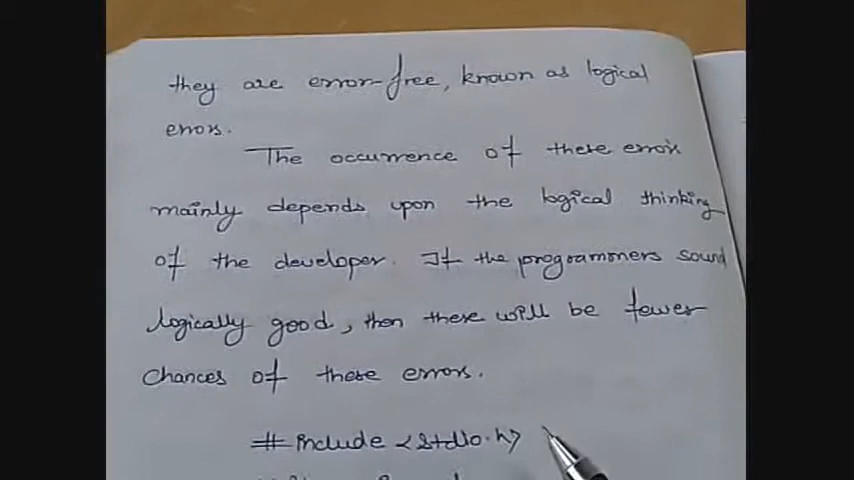 they are error-free, known as logical
errors.
The occurrence of these errors
mainly depends upon the logical thinking
of the developer. If the programmers sound
logically good, then there will be fewer
chances of these errors.
# include <stdio.h>